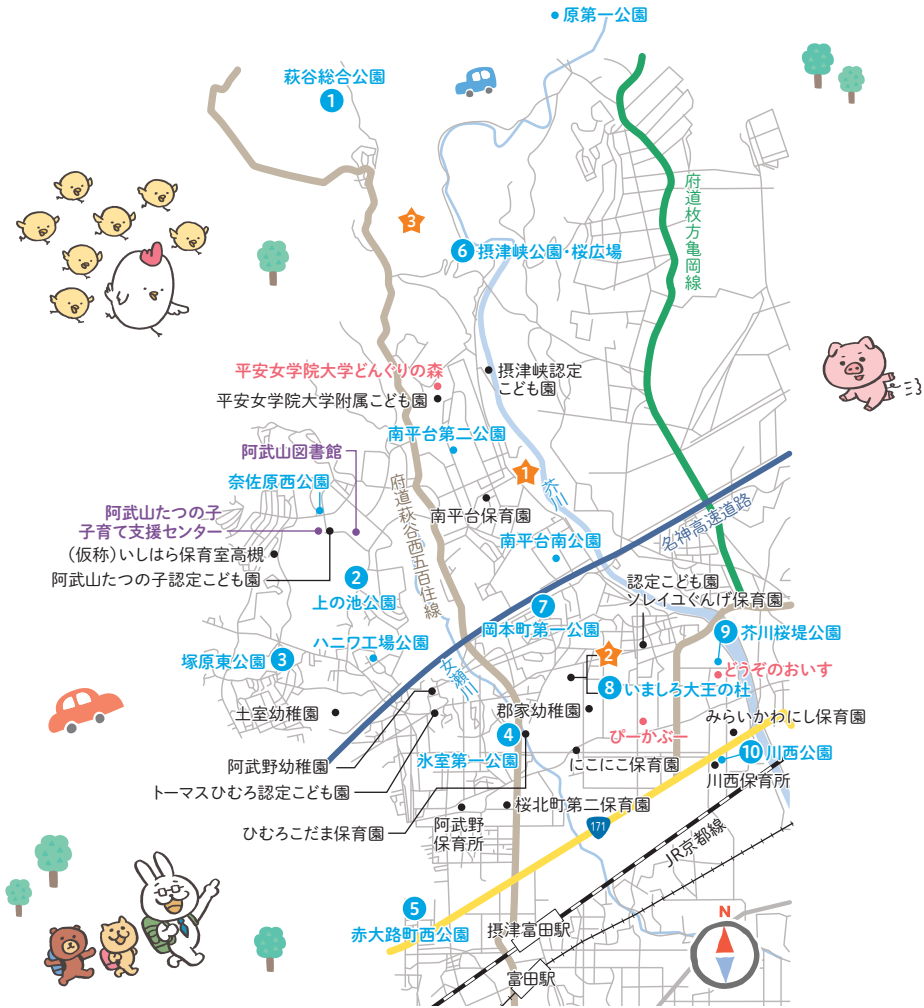 原第一公園
萩谷総合公園
1
府道枚方亀岡線
3
6 摂津峡公園・桜広場
平安女学院大学どんぐりの森
平安女学院大学附属こども園
摂津峡認定
こども園
南平台第二公園
阿武山図書館
奈佐原西公園
1
芥川
府道萩谷西五百住線
阿武山たつの子
子育て支援センター
南平台保育園
名神高速道路
(仮称)いしはら保育室高槻
阿武山たつの子認定こども園
南平台南公園
2
上の池公園
認定こども園
ソレイユぐんげ保育園
7
岡本町第一公園
9 芥川桜堤公園
ハニワ工場公園
塚原東公園 3
女瀬川
2
どうぞのおいす
8 いましろ大王の杜
土室幼稚園
郡家幼稚園
みらいかわにし保育園
ぴーかぶー
4
氷室第一公園
阿武野幼稚園
にこにこ保育園
10 川西公園
川西保育所
トーマスひむろ認定こども園
桜北町第二保育園
ひむろこだま保育園
阿武野
保育所
171
JR京都線
5
赤大路町西公園
摂津富田駅
富田駅
N